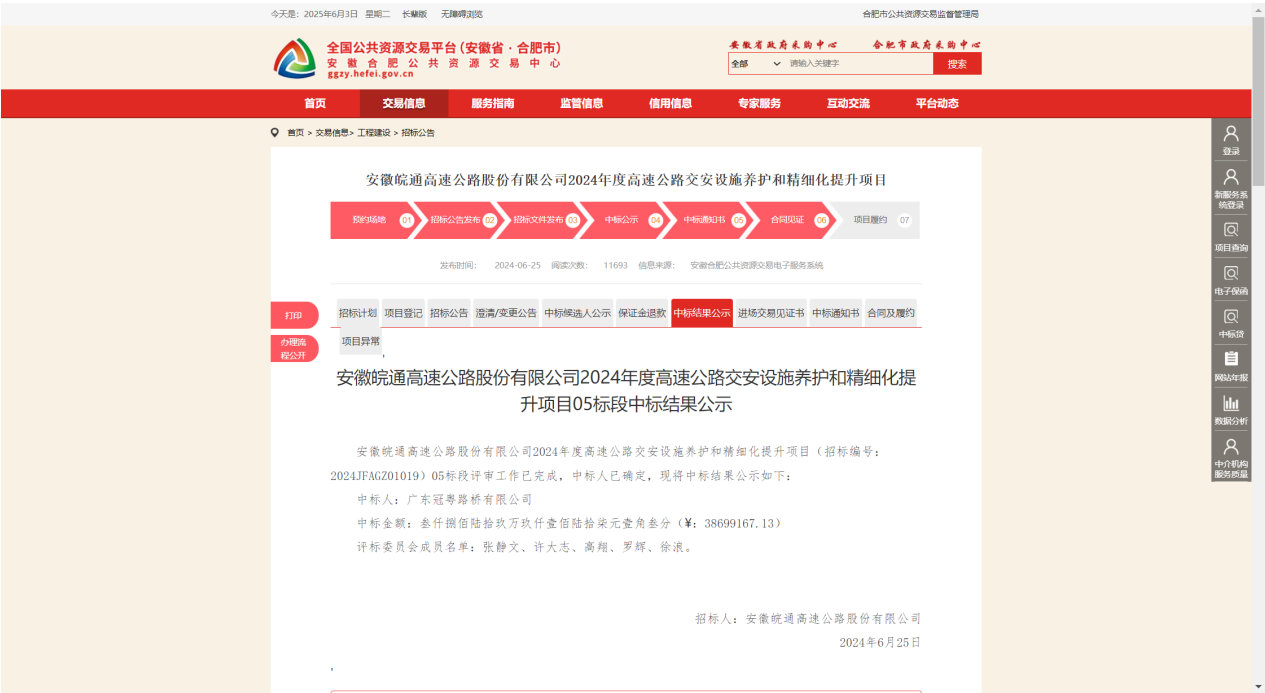 今天是：2025年6月3日 星期二 长辈版 无障碍浏览 合肥市公共资源交易监督管理局
全国公共资源交易平台(安徽省·合肥市)
安徽合肥公共资源交易中心
ggzy.hefei.gov.cn
安徽省政府采购中心 合肥市政府采购中心
全部 请输入关键字 搜索
首页 交易信息 服务指南 监管信息 信用信息 专家服务 互动交流 平台动态
首页 > 交易信息> 工程建设 > 招标公告
安徽皖通高速公路股份有限公司2024年度高速公路交安设施养护和精细化提升项目
预约场地 01 招标公告发布 02 招标文件发布 03 中标公示 04 中标通知书 05 合同见证 06 项目履约 07
发布时间： 2024-06-25 阅读次数： 11693 信息来源： 安徽合肥公共资源交易电子服务系统
招标计划 项目登记 招标公告 澄清/变更公告 中标候选人公示 保证金退款 中标结果公示 进场交易见证书 中标通知书 合同及履约
项目异常
打印
办理流
程公开
安徽皖通高速公路股份有限公司2024年度高速公路交安设施养护和精细化提
升项目05标段中标结果公示
安徽皖通高速公路股份有限公司2024年度高速公路交安设施养护和精细化提升项目（招标编号：
2024JFAGZ01019）05标段评审工作已完成，中标人已确定，现将中标结果公示如下：
中标人：广东冠粤路桥有限公司
中标金额：叁仟捌佰陆拾玖万玖仟壹佰陆拾柒元壹角叁分（¥：38699167.13）
评标委员会成员名单：张静文、许大志、高翔、罗辉、徐浪。
招标人：安徽皖通高速公路股份有限公司
2024年6月25日
登录
新服务系
统登录
项目查询
电子保函
中标贷
网站年报
数据分析
中介机构
服务质量